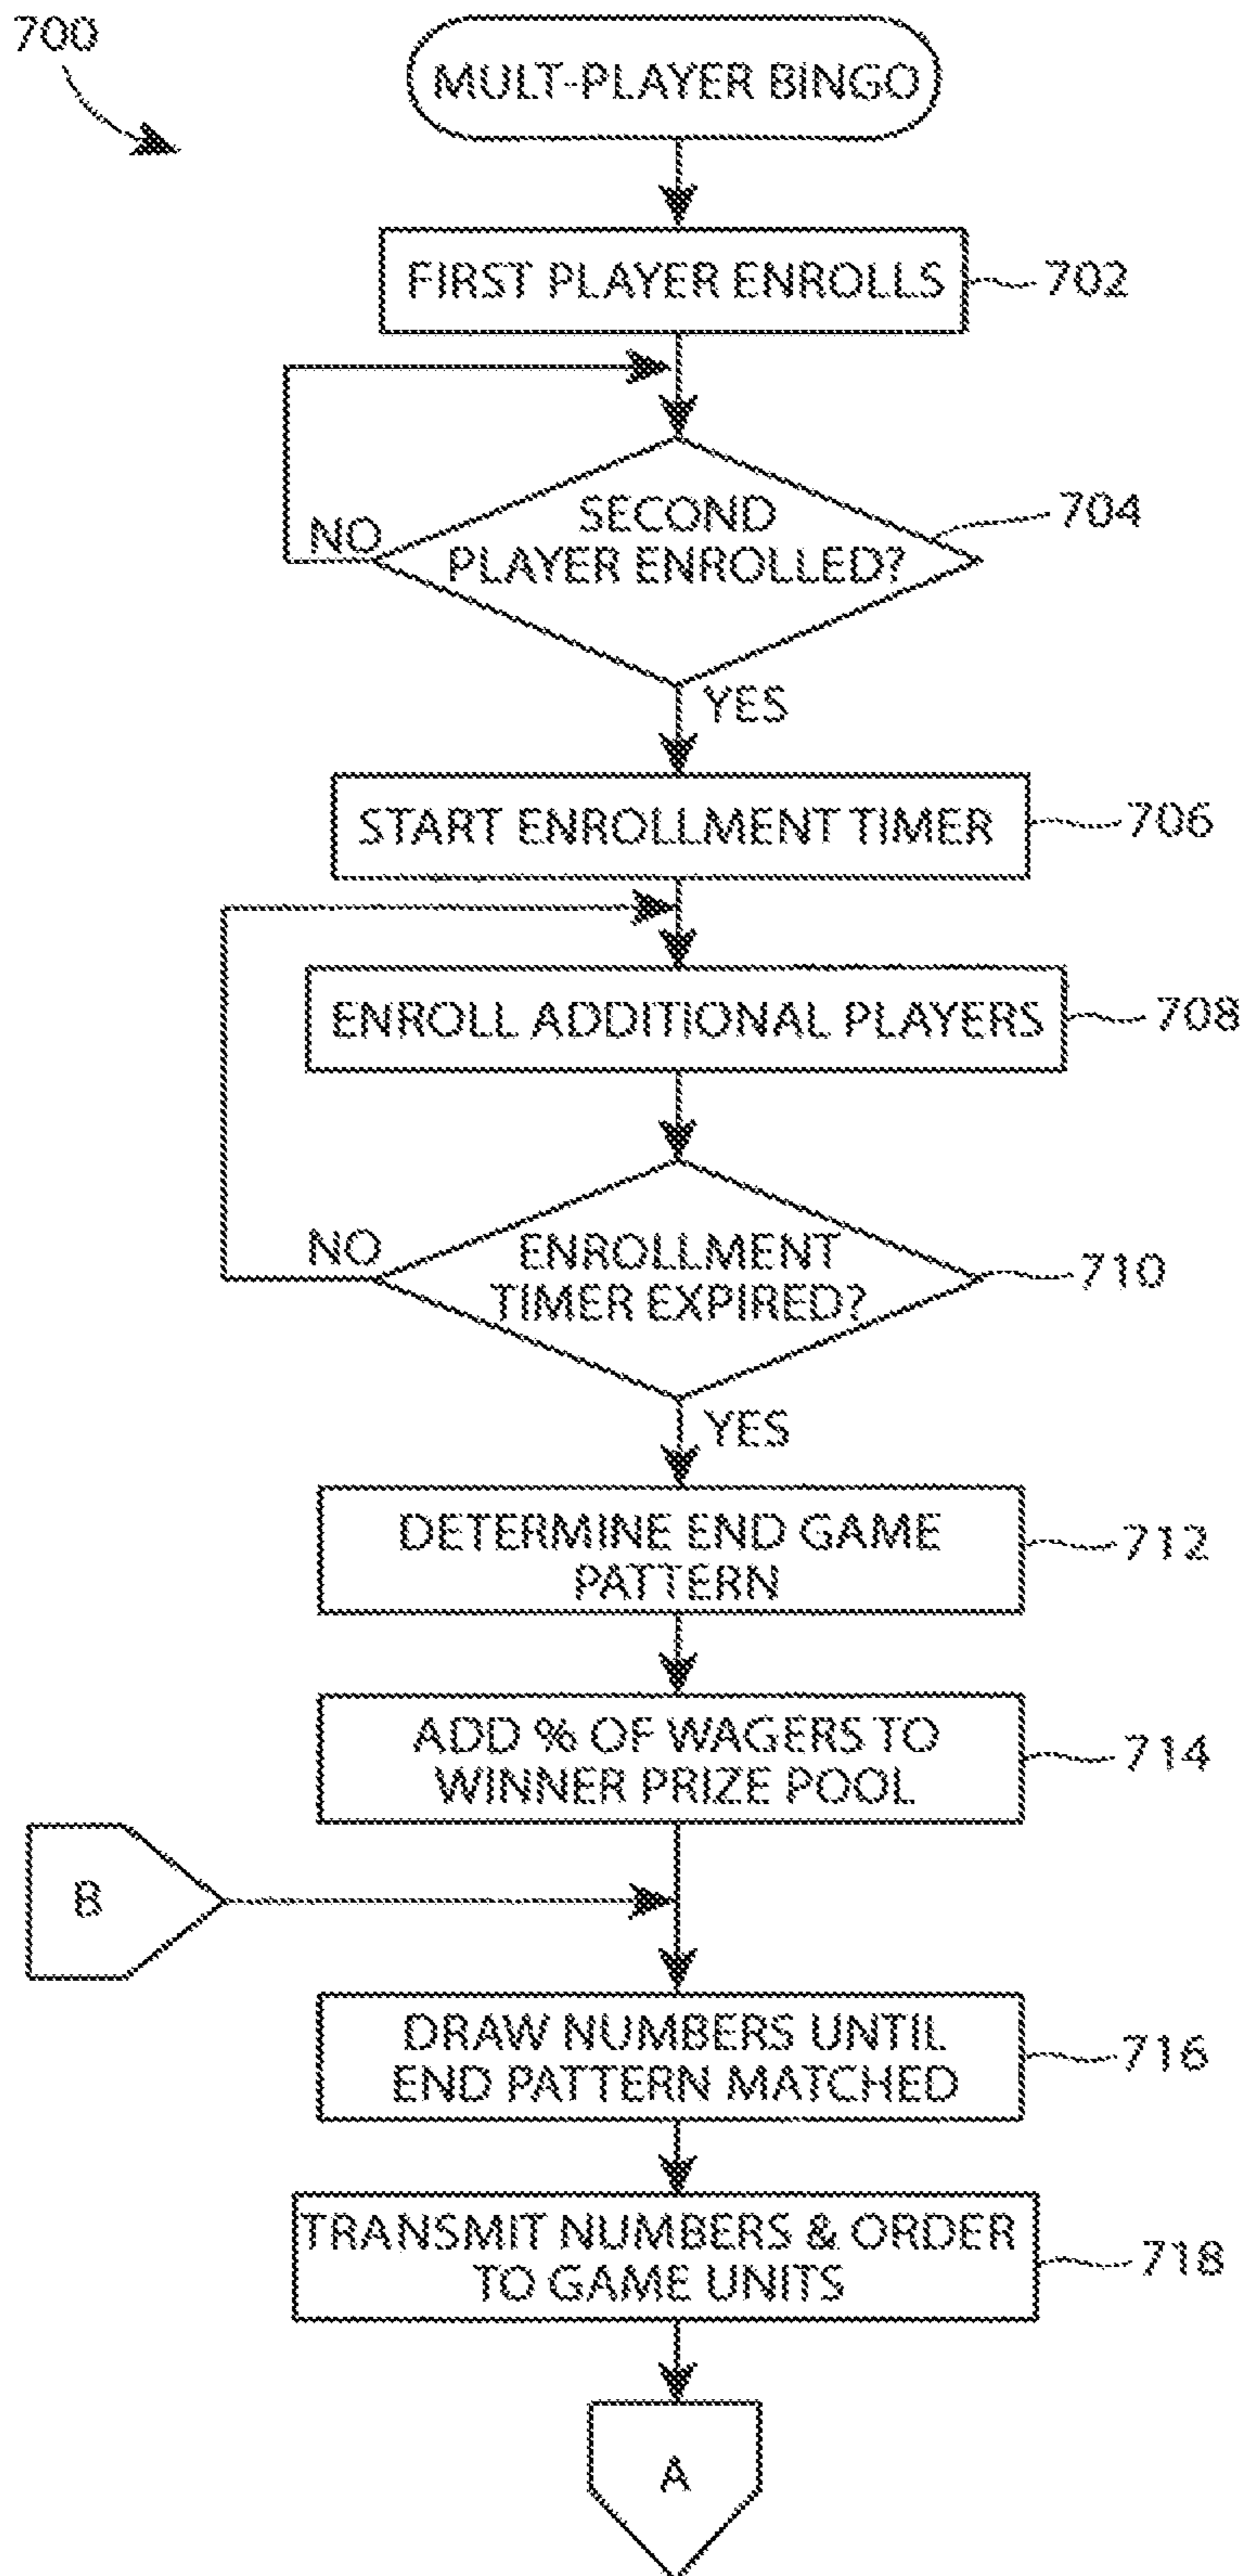 700
MULT-PLAYER BINGO
FIRST PLAYER ENROLLS
702
SECOND
PLAYER ENROLLED?
704
NO
YES
START ENROLLMENT TIMER
706
ENROLL ADDITIONAL PLAYERS
708
ENROLLMENT
TIMER EXPIRED?
710
NO
YES
DETERMINE END GAME
PATTERN
712
ADD % OF WAGERS TO
WINNER PRIZE POOL
714
B
DRAW NUMBERS UNTIL
END PATTERN MATCHED
716
TRANSMIT NUMBERS & ORDER
TO GAME UNITS
718
A